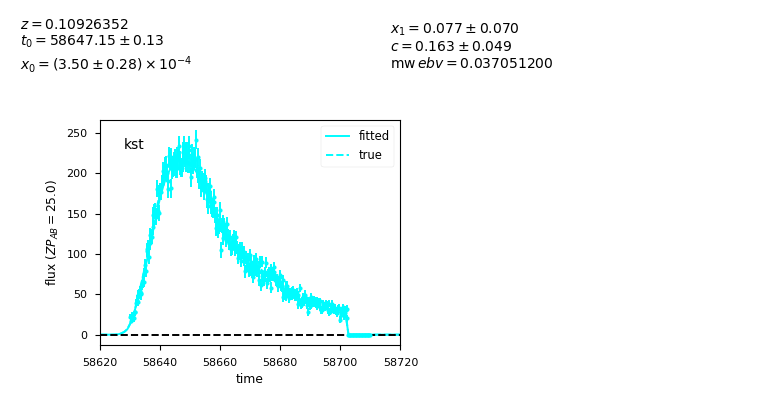 z = 0.10926352
t₀ = 58647.15 ± 0.13
x₀ = (3.50 ± 0.28) × 10⁻⁴
x₁ = 0.077 ± 0.070
c = 0.163 ± 0.049
mw ebv = 0.037051200
kst
fitted
true
flux (ZP_AB = 25.0)
250
200
150
100
50
0
58620 58640 58660 58680 58700 58720
time